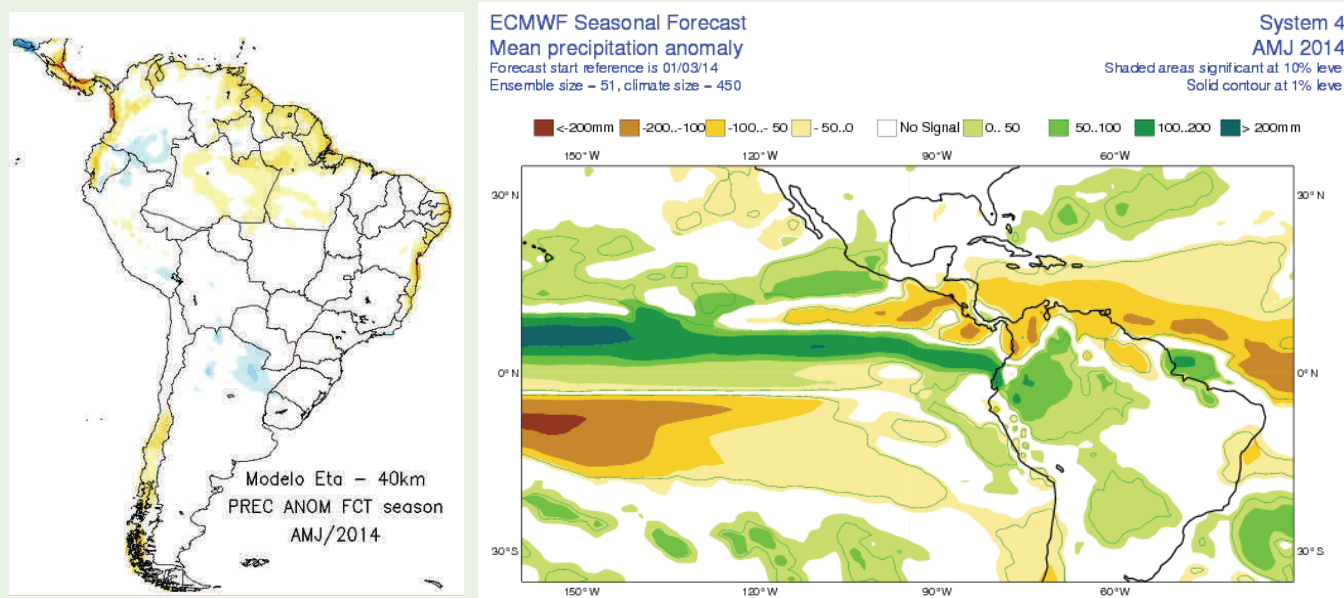 Modelo Eta – 40km
PREC ANOM FCT season
AMJ/2014
ECMWF Seasonal Forecast
Mean precipitation anomaly
Forecast start reference is 01/03/14
Ensemble size = 51, climate size = 450
System 4
AMJ 2014
Shaded areas significant at 10% leve
Solid contour at 1% leve
<-200mm -200..-100 -100..- 50 - 50..0 No Signal 0.. 50 50..100 100..200 > 200mm
150°W 120°W 90°W 60°W
30°N 30°N
0°N 0°N
30°S 30°S
150°W 120°W 90°W 60°W